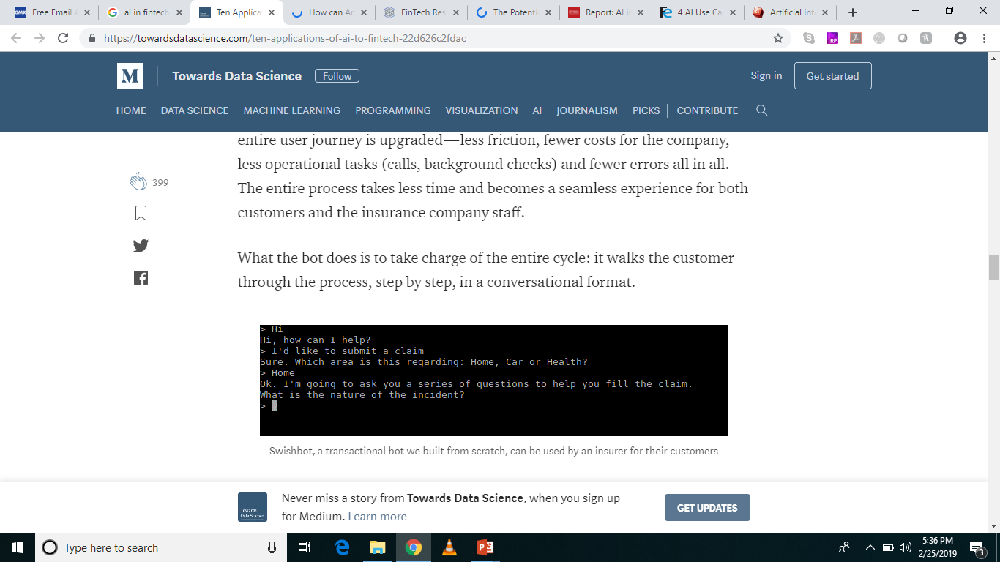 Free Email
ai in fintech
Ten Applica
How can Ar
FinTech Res
The Potenti
Report: AI i
4 AI Use Ca
Artificial int
https://towardsdatascience.com/ten-applications-of-ai-to-fintech-22d626c2fdac
M
Towards Data Science
Follow
Sign in
Get started
HOME
DATA SCIENCE
MACHINE LEARNING
PROGRAMMING
VISUALIZATION
AI
JOURNALISM
PICKS
CONTRIBUTE
entire user journey is upgraded—less friction, fewer costs for the company,
less operational tasks (calls, background checks) and fewer errors all in all.
The entire process takes less time and becomes a seamless experience for both
customers and the insurance company staff.
399
What the bot does is to take charge of the entire cycle: it walks the customer
through the process, step by step, in a conversational format.
> Hi
Hi, how can I help?
> I'd like to submit a claim
Sure. Which area is this regarding: Home, Car or Health?
> Home
Ok. I'm going to ask you a series of questions to help you fill the claim.
What is the nature of the incident?
>
Swishbot, a transactional bot we built from scratch, can be used by an insurer for their customers
Towards
Data Science
Never miss a story from Towards Data Science, when you sign up
for Medium. Learn more
GET UPDATES
Type here to search
5:36 PM
2/25/2019
3